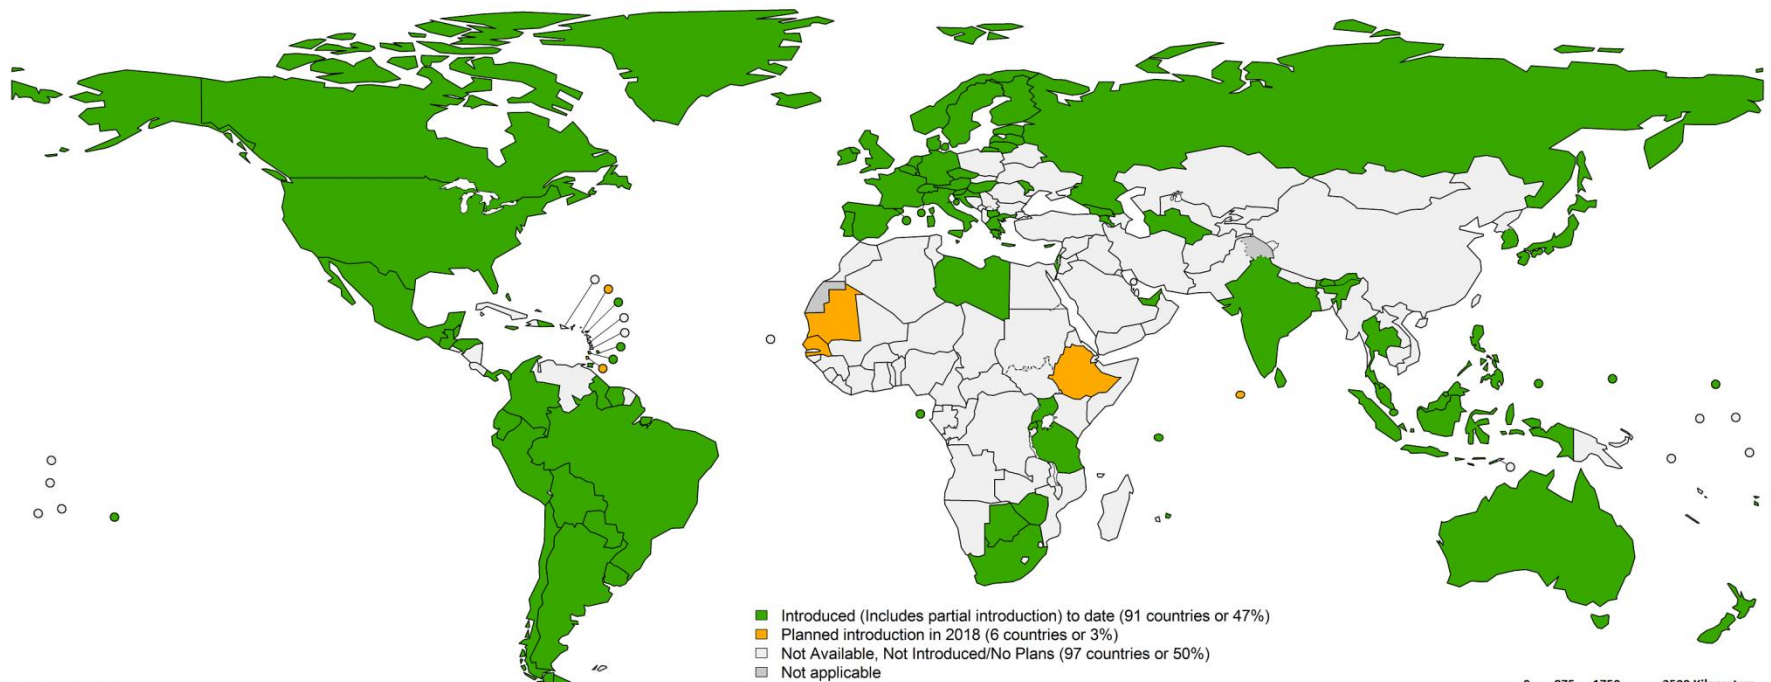 Introduced (Includes partial introduction) to date (91 countries or 47%)
Planned introduction in 2018 (6 countries or 3%)
Not Available, Not Introduced/No Plans (97 countries or 50%)
Not applicable